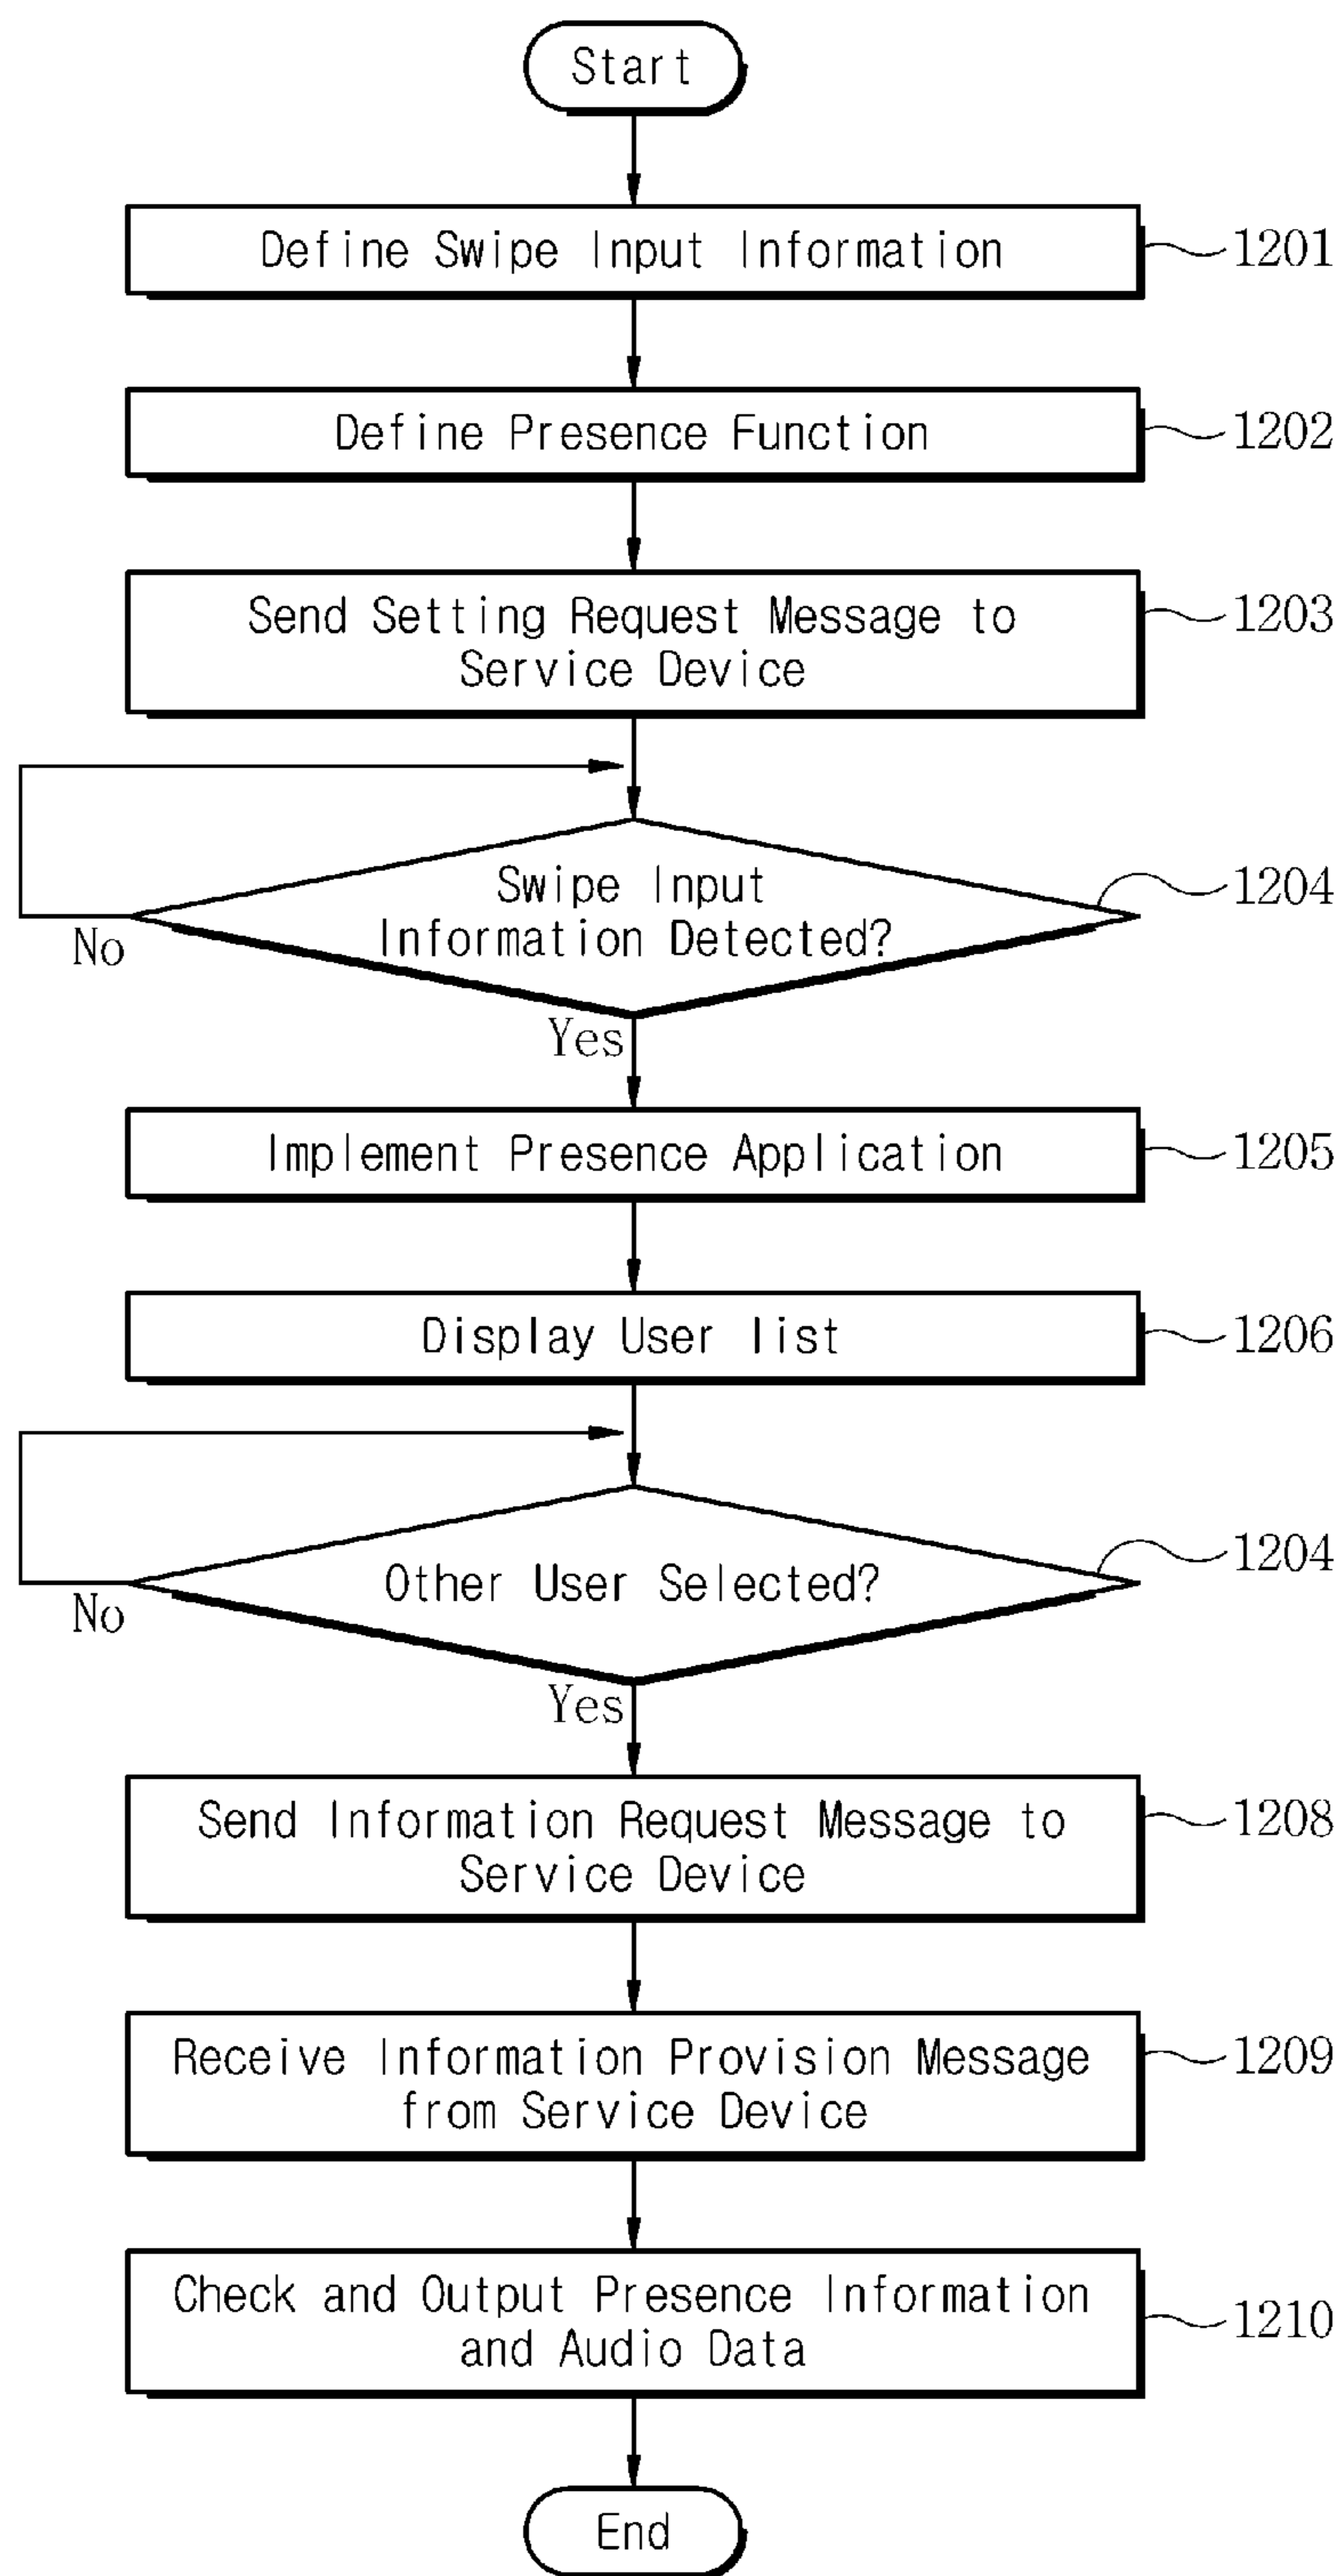 Start
Define Swipe Input Information
1201
Define Presence Function
1202
Send Setting Request Message to
Service Device
1203
Swipe Input
Information Detected?
1204
No
Yes
Implement Presence Application
1205
Display User list
1206
Other User Selected?
1204
No
Yes
Send Information Request Message to
Service Device
1208
Receive Information Provision Message
from Service Device
1209
Check and Output Presence Information
and Audio Data
1210
End